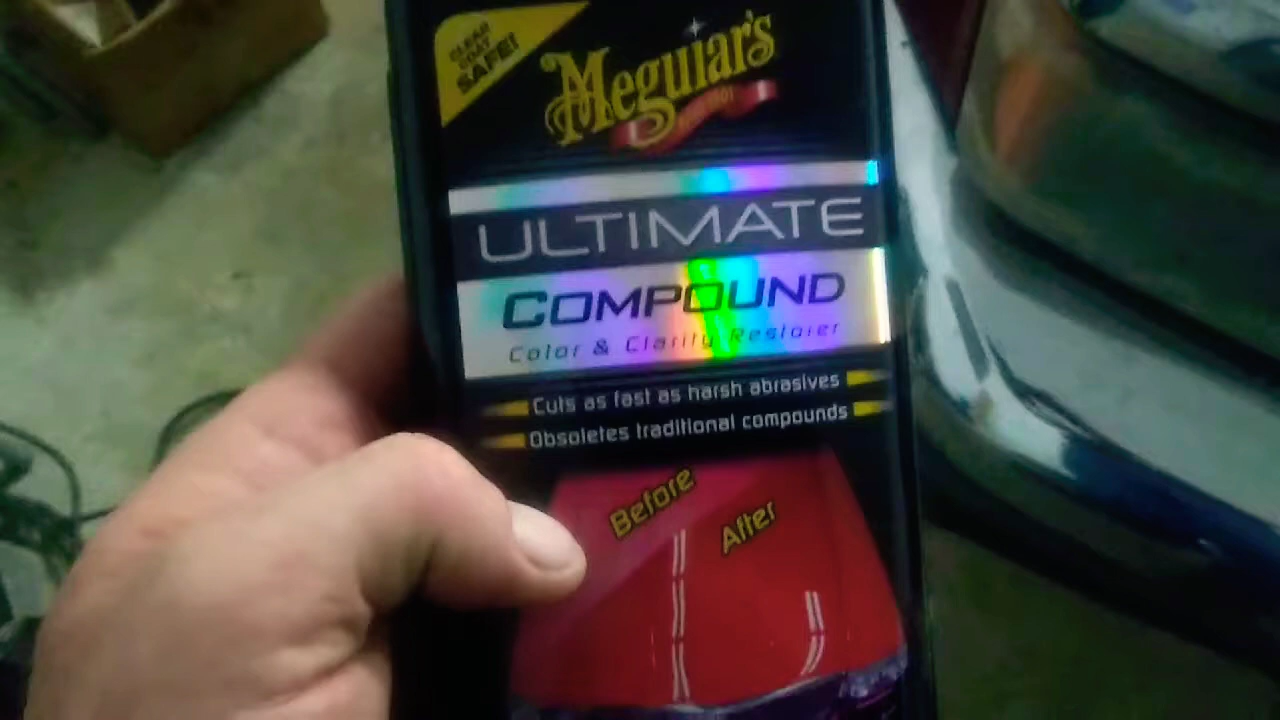 CLEAR
COAT
SAFE!
Meguiar's
ULTIMATE
COMPOUND
Color & Clarity Restorer
Cuts as fast as harsh abrasives
Obsoletes traditional compounds
Before
After